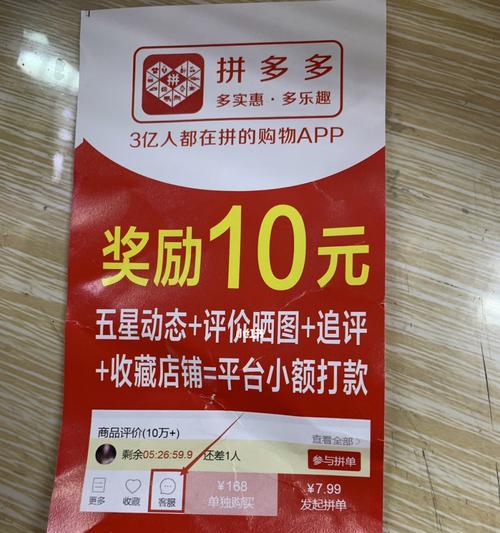 拼
拼多多
多实惠·多乐趣
3亿人都在拼的购物APP
奖励10元
五星动态+评价晒图+追评
+收藏店铺=平台小额打款
商品评价(10万+)
查看全部>
剩余05:26:59.9 还差1人
参与拼单
更多
收藏
客服
¥168
单独购买
¥7.99
发起拼单